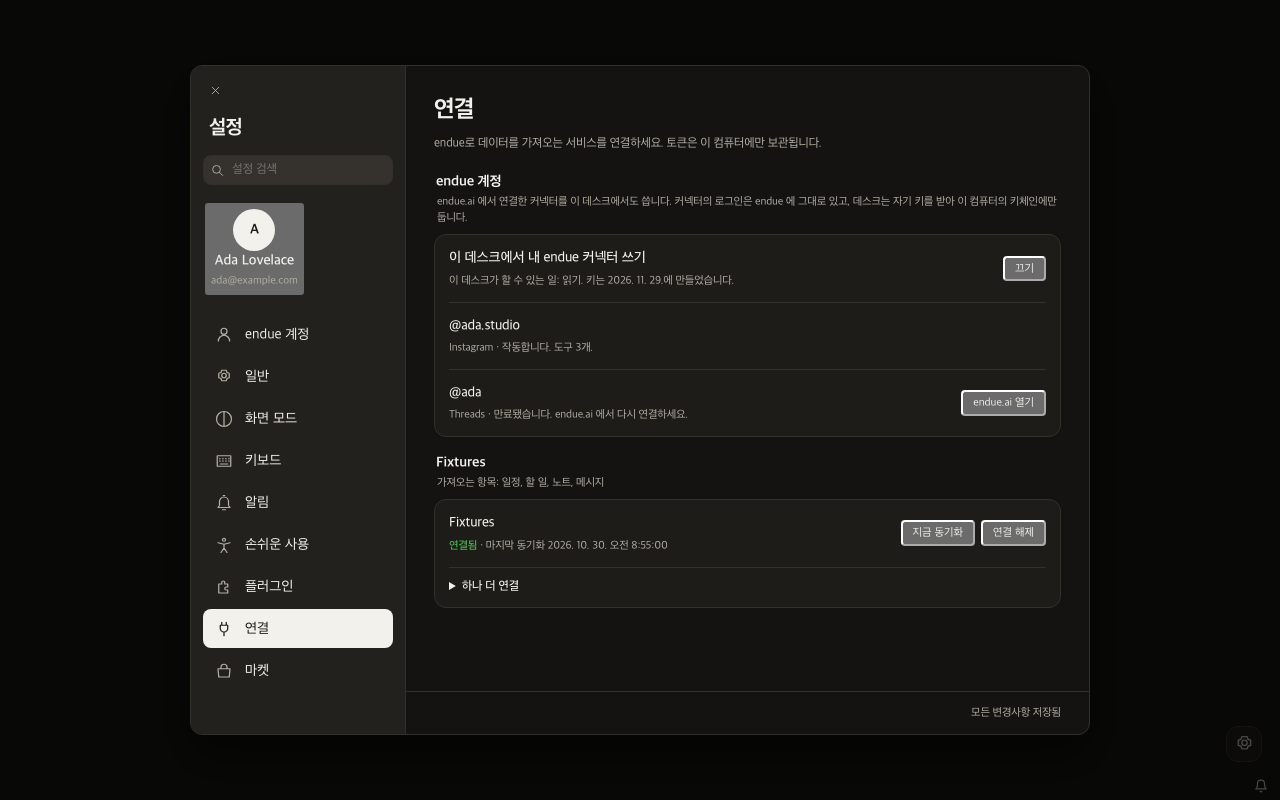 설정
설정 검색
A
Ada Lovelace
ada@example.com
endue 계정
일반
화면 모드
키보드
알림
손쉬운 사용
플러그인
연결
마켓
연결
endue로 데이터를 가져오는 서비스를 연결하세요. 토큰은 이 컴퓨터에만 보관됩니다.
endue 계정
endue.ai 에서 연결한 커넥터를 이 데스크에서도 씁니다. 커넥터의 로그인은 endue 에 그대로 있고, 데스크는 자기 키를 받아 이 컴퓨터의 키체인에만
둡니다.
이 데스크에서 내 endue 커넥터 쓰기
이 데스크가 할 수 있는 일: 읽기. 키는 2026. 11. 29.에 만들었습니다.
끄기
@ada.studio
Instagram · 작동합니다. 도구 3개.
@ada
Threads · 만료됐습니다. endue.ai 에서 다시 연결하세요.
endue.ai 열기
Fixtures
가져오는 항목: 일정, 할 일, 노트, 메시지
Fixtures
연결됨 · 마지막 동기화 2026. 10. 30. 오전 8:55:00
지금 동기화
연결 해제
하나 더 연결
모든 변경사항 저장됨